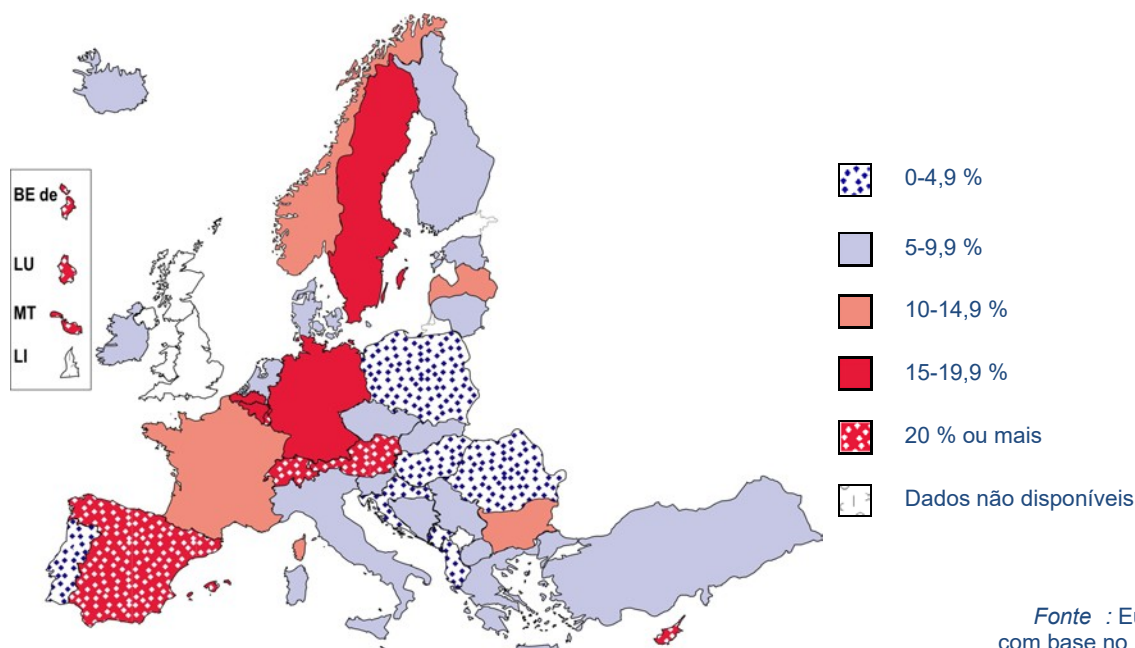 BE de
LU
MT
LI
0-4,9 %
5-9,9 %
10-14,9 %
15-19,9 %
20 % ou mais
Dados não disponíveis
Fonte : 
com base no